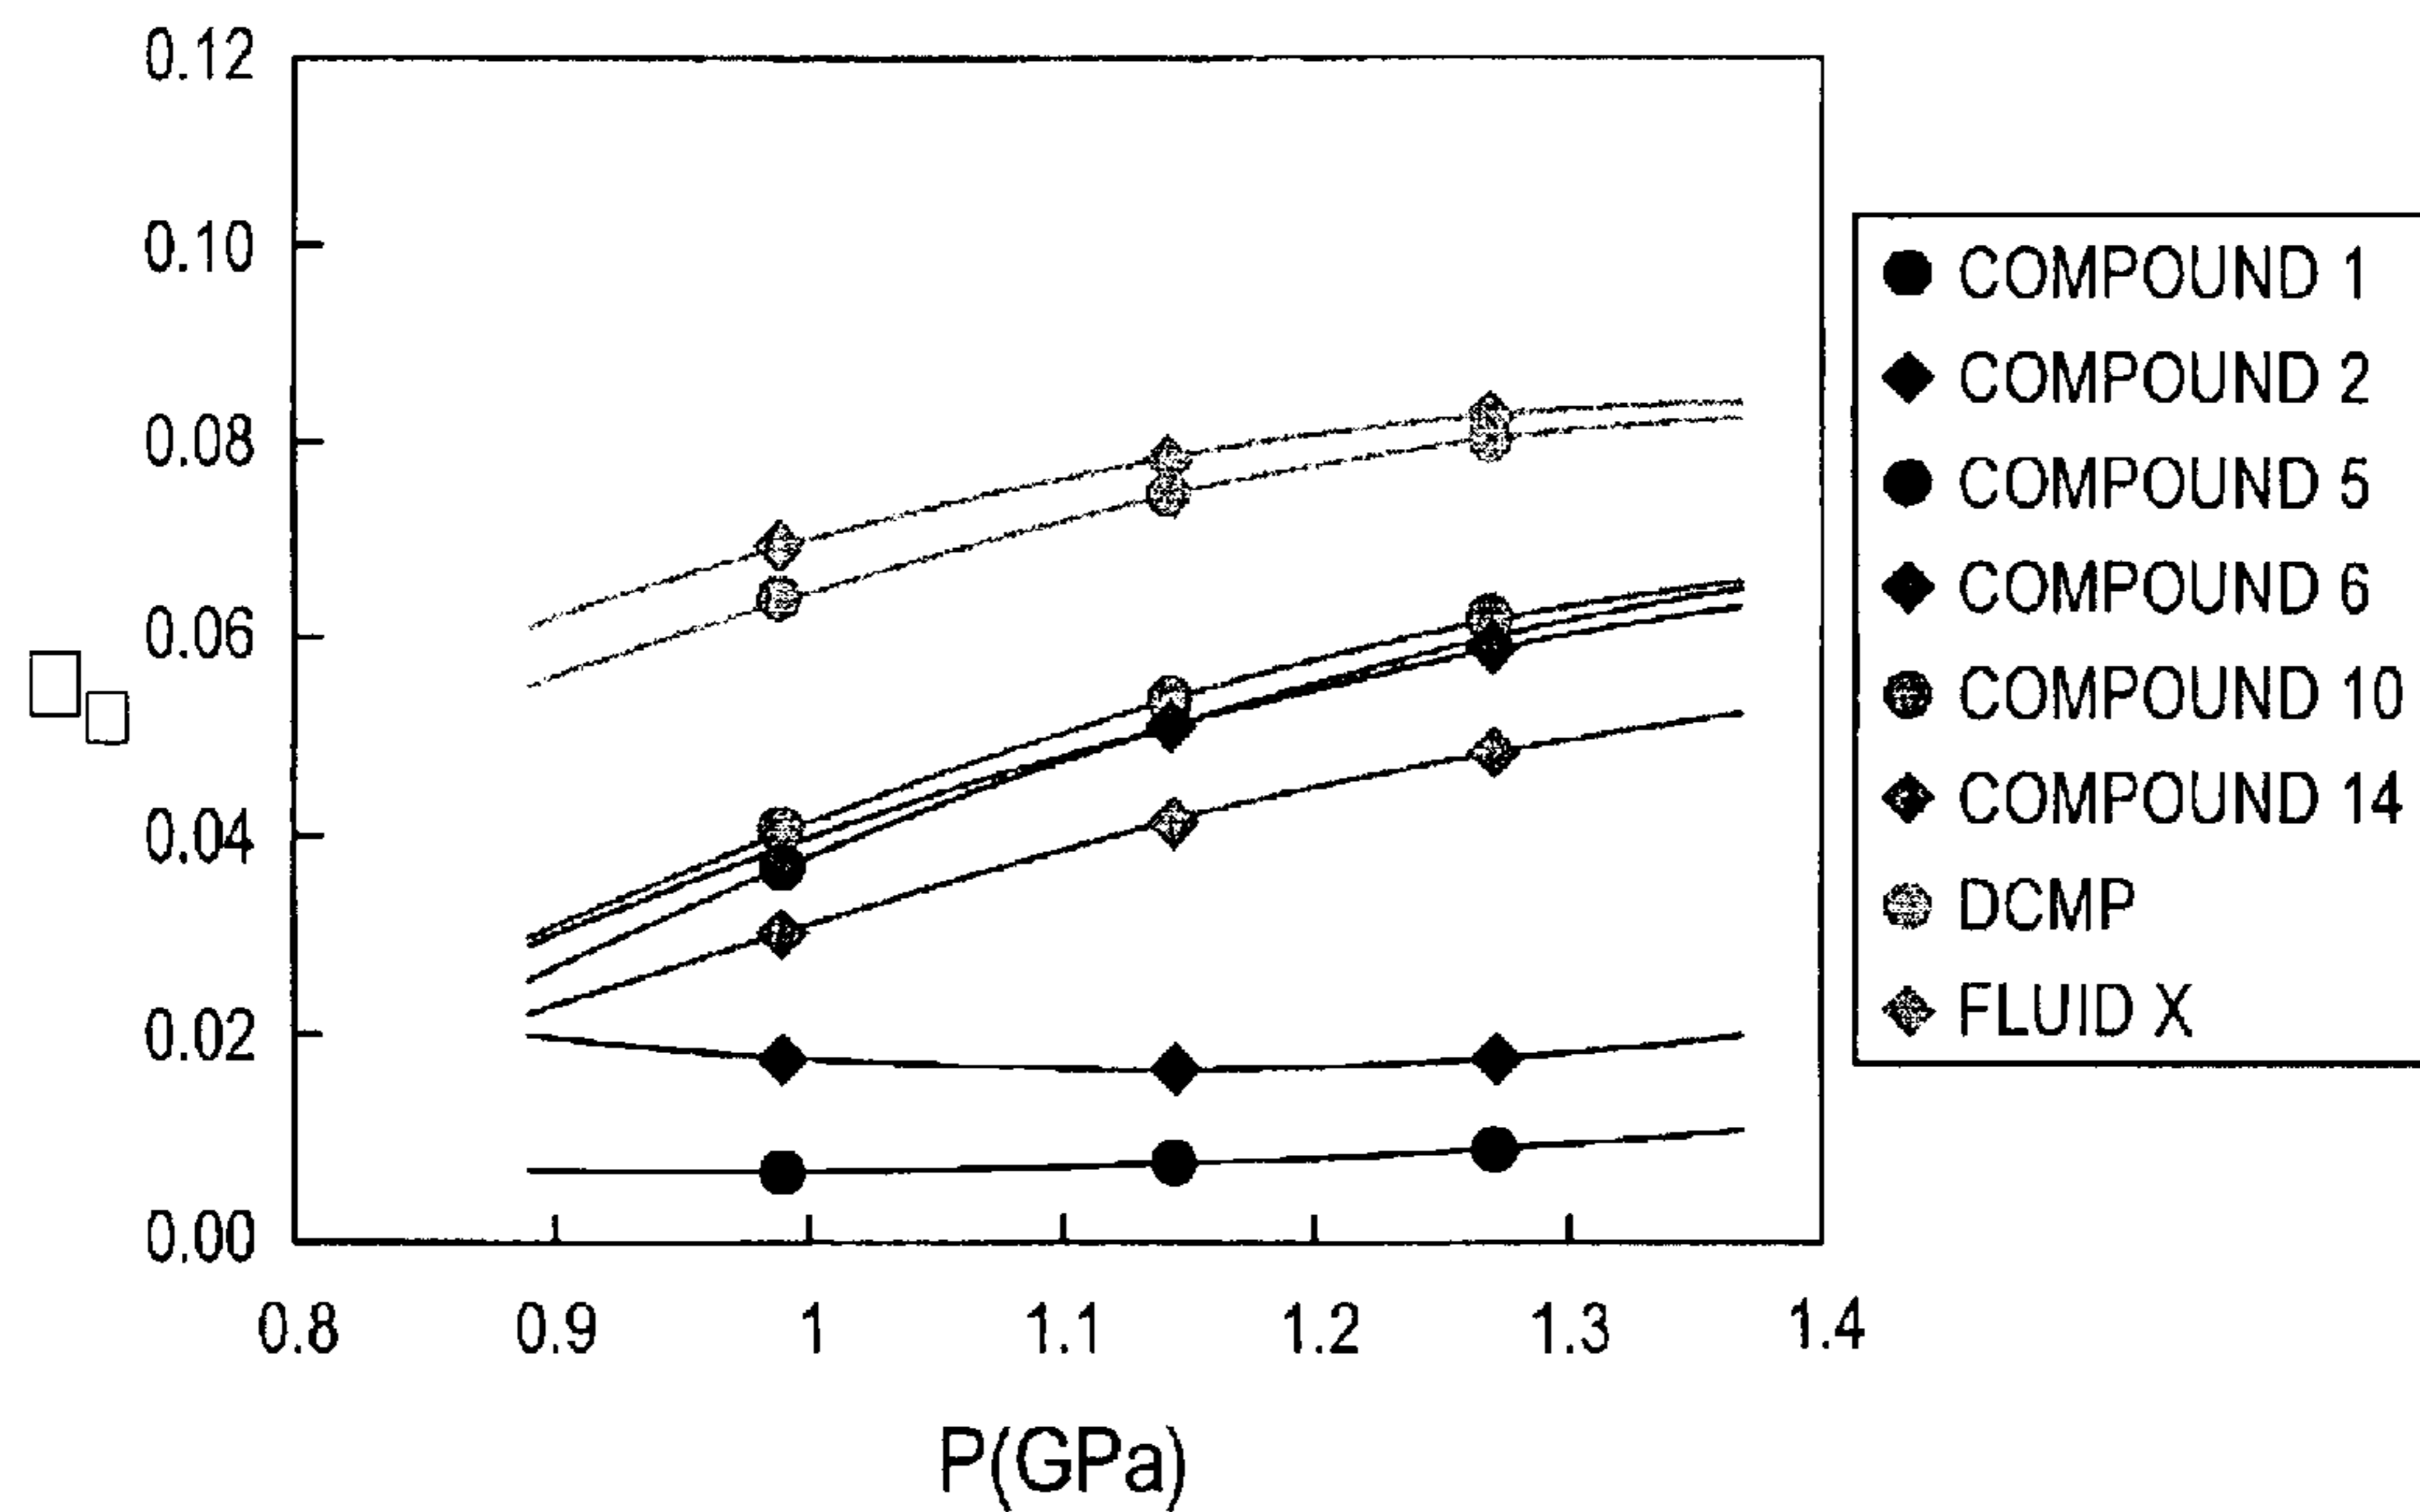 0.12
0.10
0.08
0.06
0.04
0.02
0.00
0.8 0.9 1 1.1 1.2 1.3 1.4
P(GPa)
COMPOUND 1
COMPOUND 2
COMPOUND 5
COMPOUND 6
COMPOUND 10
COMPOUND 14
DCMP
FLUID X